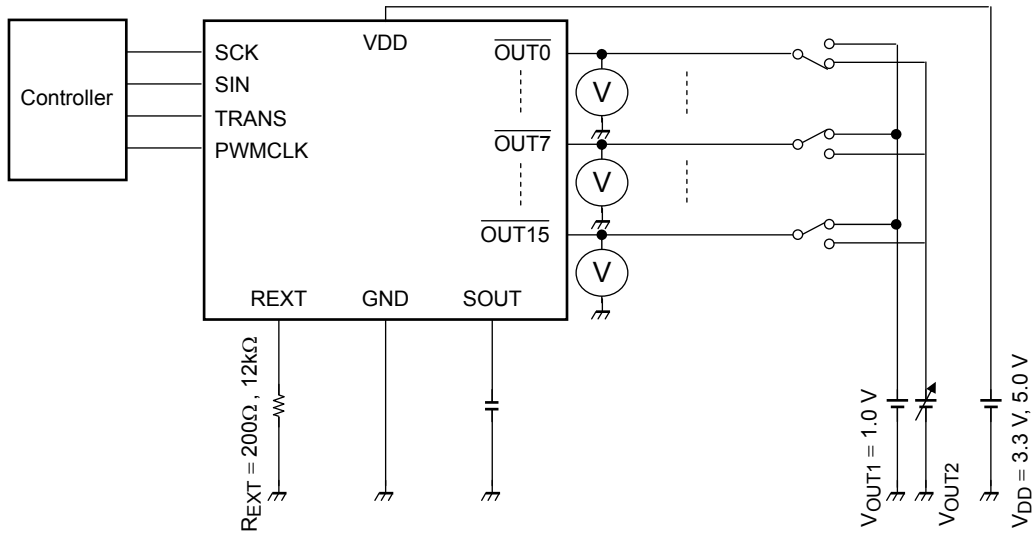 Controller
SCK
SIN
TRANS
PWMCLK
VDD
OUT0
OUT7
OUT15
V
V
V
REXT
GND
SOUT
REXT = 200Ω , 12kΩ
VOUT1 = 1.0 V
VOUT2
VDD = 3.3 V, 5.0 V